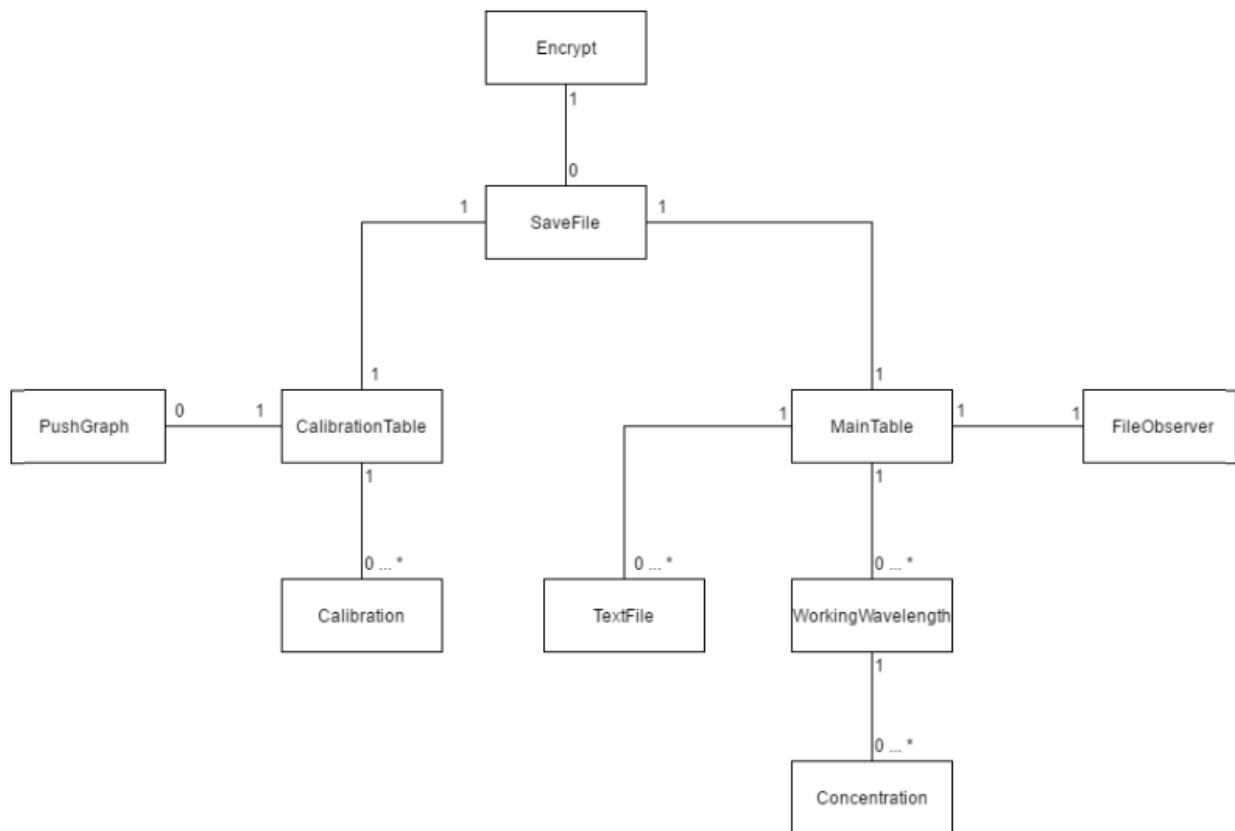 Encrypt
1
0
1
SaveFile
1
1
1
PushGraph
0
1
CalibrationTable
1
MainTable
1
1
FileObserver
1
1
0 ... *
0 ... *
0 ... *
Calibration
TextFile
WorkingWavelength
1
0 ... *
Concentration